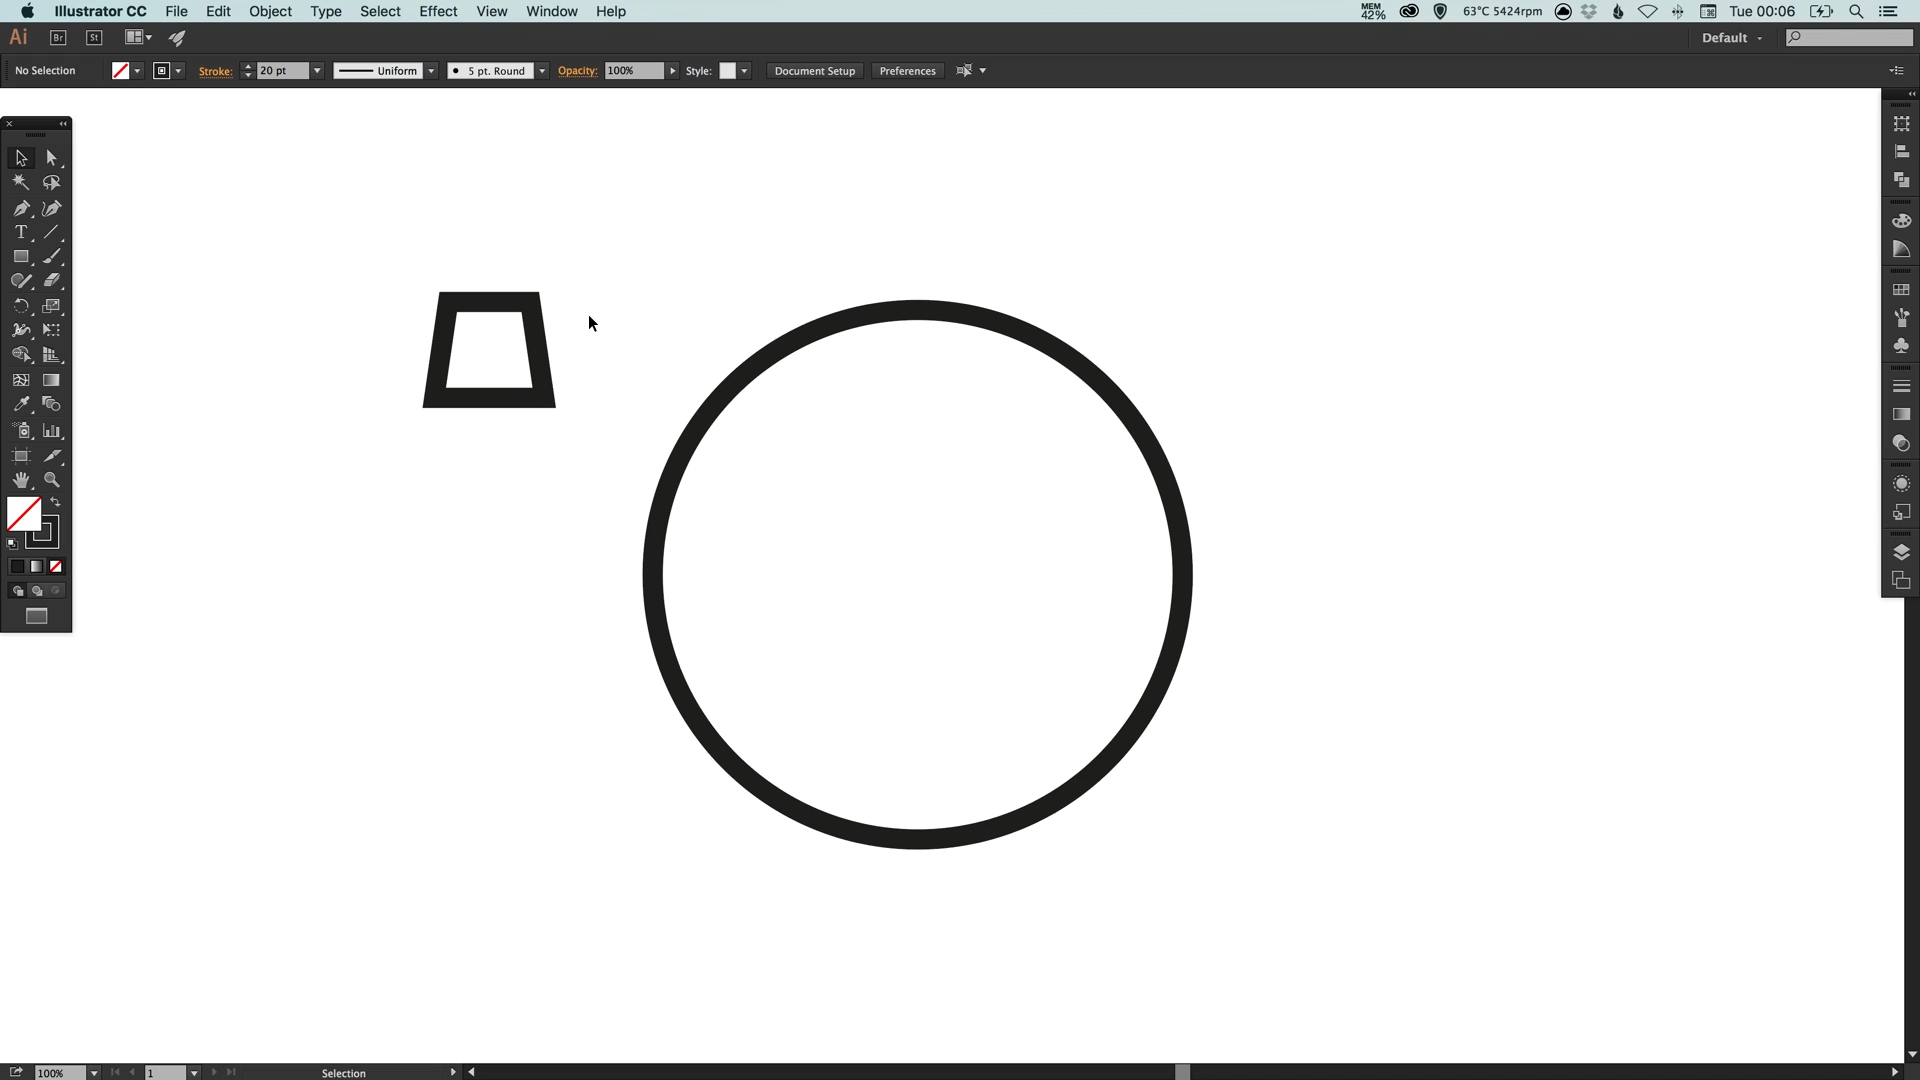 Illustrator CC File Edit Object Type Select Effect View Window Help MEM 42% 63°C 5424rpm Tue 00:06
Ai Br St Default
No Selection Stroke: 20 pt Uniform 5 pt. Round Opacity: 100% Style: Document Setup Preferences
T
100% 1 Selection